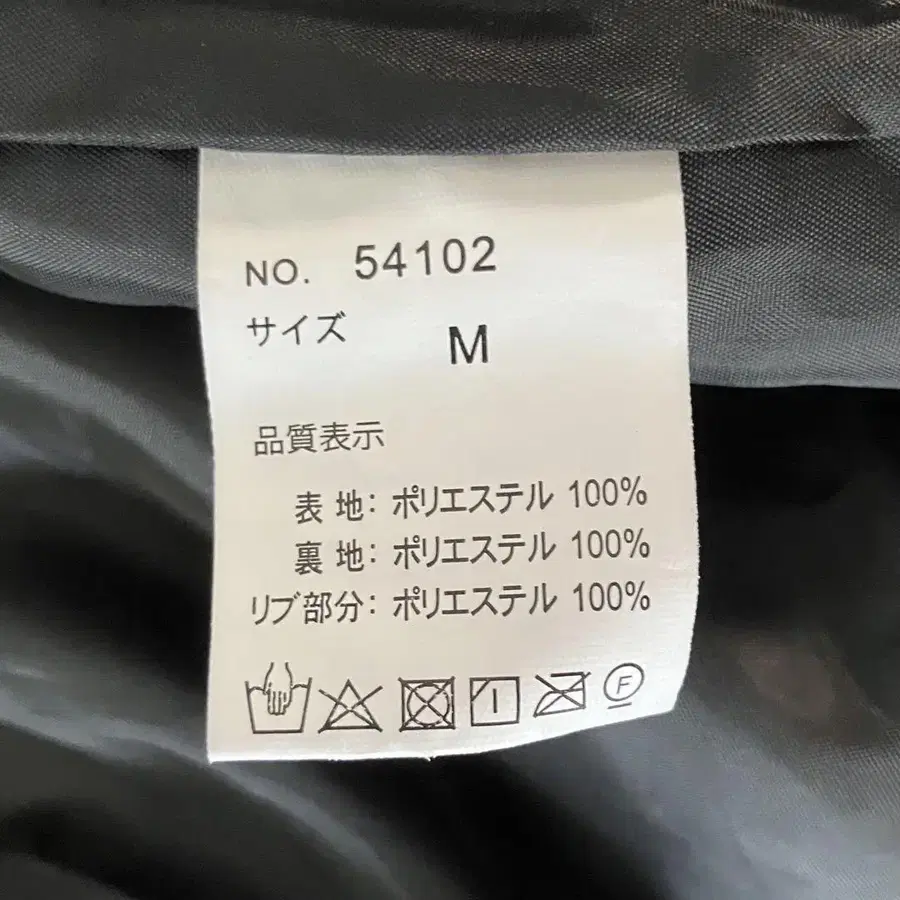 NO. 54102
サイズ M
品質表示
表 地: ポリエステル 100%
裏 地: ポリエステル 100%
リブ部分: ポリエステル 100%
F